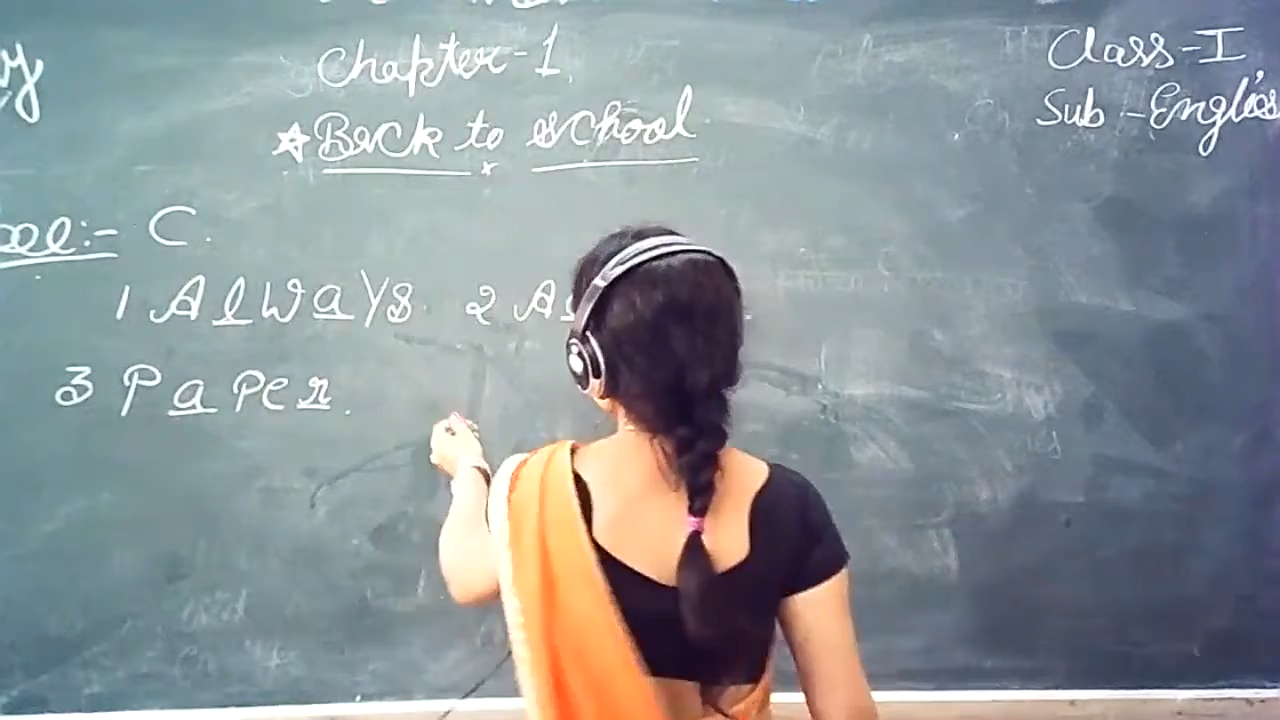 Chapter-1.
Class-I
Back to school
Sub -Englis
C.
1 Always. 2
3 PaPer.